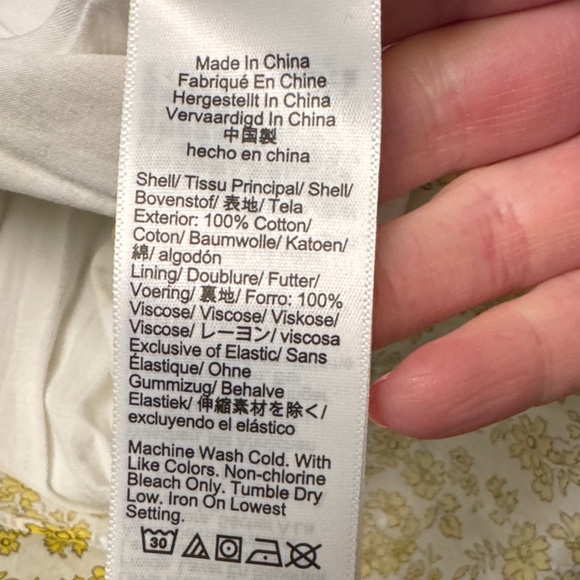 Made In China
Fabriqué En Chine
Hergestellt In China
Vervaardigd In China
中国製
hecho en china
Shell/ Tissu Principal/ Shell/
Bovenstof/ 表地/ Tela
Exterior: 100% Cotton/
Coton/ Baumwolle/ Katoen/
綿/ algodón
Lining/ Doublure/ Futter/
Voering/ 裏地/ Forro: 100%
Viscose/ Viscose/ Viskose/
Viscose/ レーヨン/ viscosa
Exclusive of Elastic/ Sans
Élastique/ Ohne
Gummizug/ Behalve
Elastiek/ 伸縮素材を除く/
excluyendo el elástico
Machine Wash Cold. With
Like Colors. Non-chlorine
Bleach Only. Tumble Dry
Low. Iron On Lowest
Setting.
30